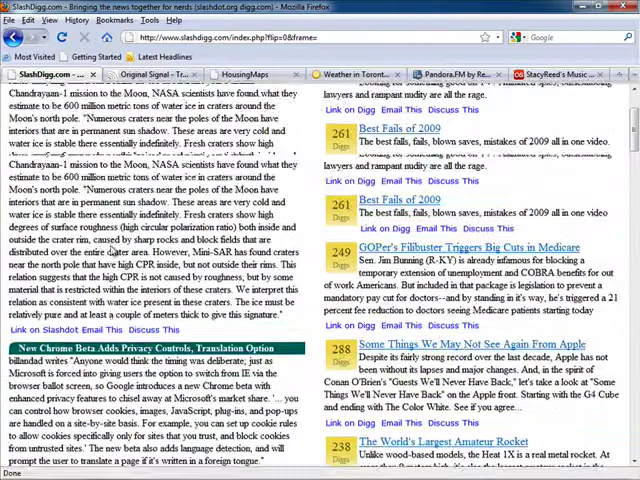 SlashDigg.com - Bringing the news together for nerds (slashdot.org digg.com) - Mozilla Firefox
File Edit View History Bookmarks Tools Help
http://www.slashdigg.com/index.php?flip=0&frame=
Most Visited Getting Started Latest Headlines
SlashDigg.com - ... Original Signal - Tr... HousingMaps Weather in Toront... Pandora.FM by Re... StacyReed's Music ...
Chandrayaan-1 mission to the Moon, NASA scientists have found what they
estimate to be 600 million metric tons of water ice in craters around the
Moon's north pole. "Numerous craters near the poles of the Moon have
interiors that are in permanent sun shadow. These areas are very cold and
water ice is stable there essentially indefinitely. Fresh craters show high
Chandrayaan-1 mission to the Moon, NASA scientists have found what they
estimate to be 600 million metric tons of water ice in craters around the
Moon's north pole. "Numerous craters near the poles of the Moon have
interiors that are in permanent sun shadow. These areas are very cold and
water ice is stable there essentially indefinitely. Fresh craters show high
degrees of surface roughness (high circular polarization ratio) both inside and
outside the crater rim, caused by sharp rocks and block fields that are
distributed over the entire crater area. However, Mini-SAR has found craters
near the north pole that have high CPR inside, but not outside their rims. This
relation suggests that the high CPR is not caused by roughness, but by some
material that is restricted within the interiors of these craters. We interpret this
relation as consistent with water ice present in these craters. The ice must be
relatively pure and at least a couple of meters thick to give this signature."
Link on Slashdot Email This Discuss This
New Chrome Beta Adds Privacy Controls, Translation Option
billandad writes "Anyone would think the timing was deliberate; just as
Microsoft is forced into giving users the option to switch from IE via the
browser ballot screen, so Google introduces a new Chrome beta with
enhanced privacy features to chisel away at Microsoft's market share. '... you
can control how browser cookies, images, JavaScript, plug-ins, and pop-ups
are handled on a site-by-site basis. For example, you can set up cookie rules
to allow cookies specifically only for sites that you trust, and block cookies
from untrusted sites.' The new beta also adds language detection, and will
prompt the user to translate a page if it's written in a foreign tongue."
lawmakers and rampant nudity are all the rage.
Link on Digg Email This Discuss This
261 Diggs
Best Fails of 2009
The best falls, fails, blown saves, mistakes of 2009 all in one video.
lawmakers and rampant nudity are all the rage.
Link on Digg Email This Discuss This
261 Diggs
Best Fails of 2009
The best falls, fails, blown saves, mistakes of 2009 all in one video.
Link on Digg Email This Discuss This
249 Diggs
GOPer's Filibuster Triggers Big Cuts in Medicare
Sen. Jim Bunning (R-KY) is already infamous for blocking a
temporary extension of unemployment and COBRA benefits for out
of work Americans. But included in that package is legislation to prevent a
mandatory pay cut for doctors--and by standing in it's way, he's triggered a 21
percent fee reduction to doctors seeing Medicare patients starting today
Link on Digg Email This Discuss This
288 Diggs
Some Things We May Not See Again From Apple
Despite its fairly strong record over the last decade, Apple has
not been without its lapses and major changes. And, in the spirit of
Conan O'Brien's "Guests We'll Never Have Back," let's take a look at "Some
Things We'll Never Have Back" on the Apple front. Starting with the G4 Cube
and ending with The Color White. See if you agree...
Link on Digg Email This Discuss This
238 Diggs
The World's Largest Amateur Rocket
Unlike wood-based models, the Heat 1X is a real metal rocket. At
Done